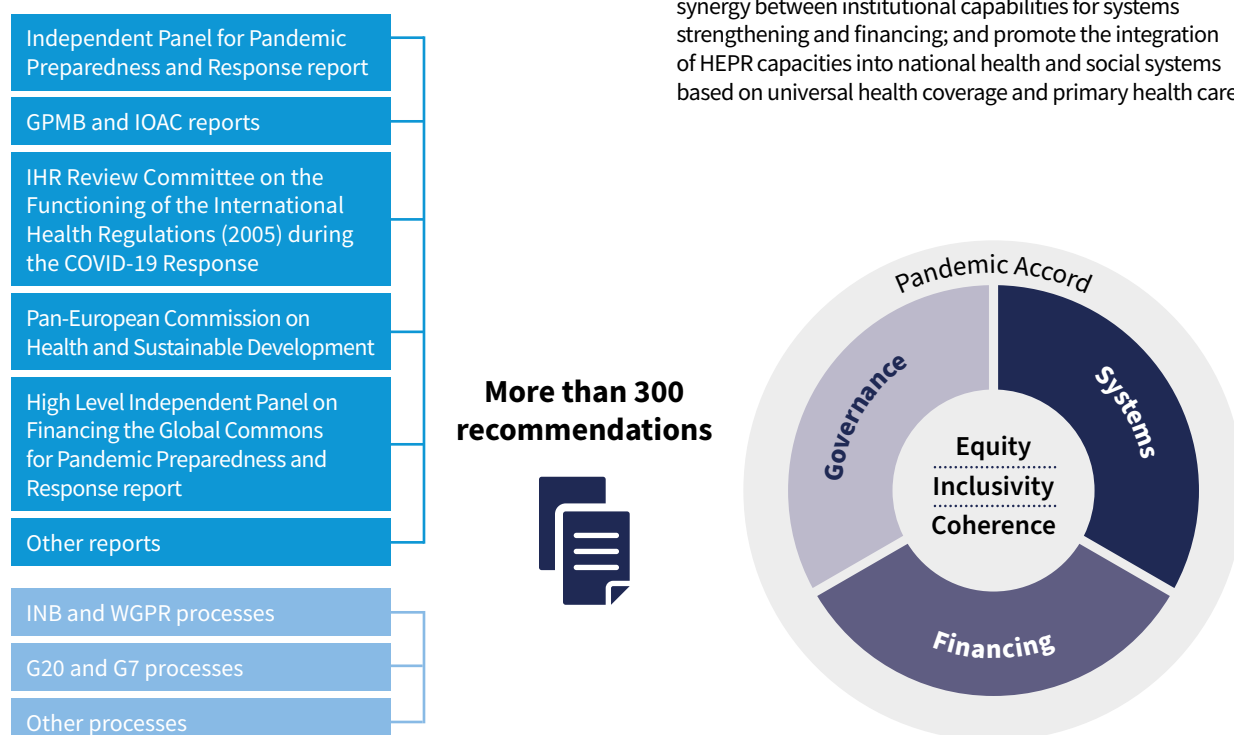 synergy between institutional capabilities for systems
strengthening and financing; and promote the integration
of HEPR capacities into national health and social systems
based on universal health coverage and primary health care
Independent Panel for Pandemic
Preparedness and Response report
GPMB and IOAC reports
IHR Review Committee on the
Functioning of the International
Health Regulations (2005) during
the COVID-19 Response
Pan-European Commission on
Health and Sustainable Development
High Level Independent Panel on
Financing the Global Commons
for Pandemic Preparedness and
Response report
Other reports
INB and WGPR processes
G20 and G7 processes
Other processes
More than 300
recommendations
Pandemic Accord
Governance
Systems
Financing
Equity
Inclusivity
Coherence